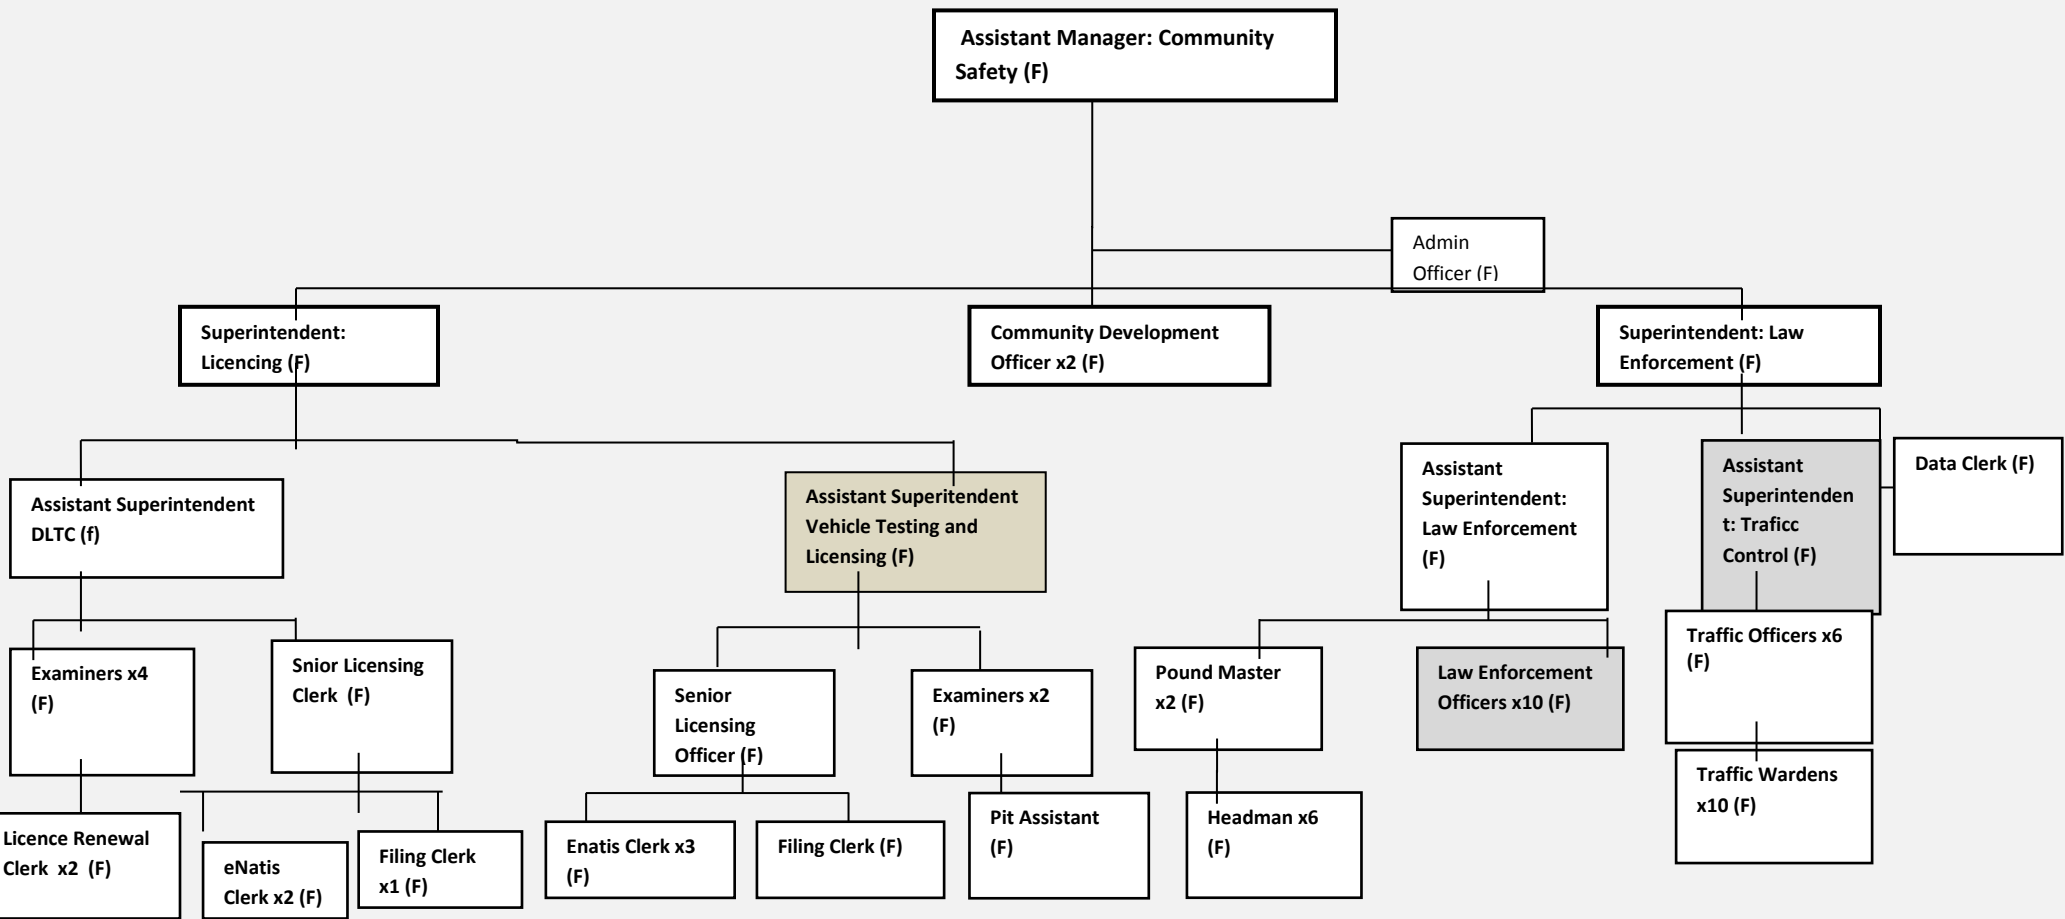 Assistant Manager: Community
Safety (F)
Admin
Officer (F)
Superintendent:
Licencing (F)
Community Development
Officer x2 (F)
Superintendent: Law
Enforcement (F)
Assistant Superintendent
DLTC (f)
Assistant Superitendent
Vehicle Testing and
Licensing (F)
Assistant
Superintendent:
Law Enforcement
(F)
Assistant
Superintenden
t: Traficc
Control (F)
Data Clerk (F)
Examiners x4
(F)
Snior Licensing
Clerk (F)
Senior
Licensing
Officer (F)
Examiners x2
(F)
Pound Master
x2 (F)
Law Enforcement
Officers x10 (F)
Traffic Officers x6
(F)
Licence Renewal
Clerk x2 (F)
eNatis
Clerk x2 (F)
Filing Clerk
x1 (F)
Enatis Clerk x3
(F)
Filing Clerk (F)
Pit Assistant
(F)
Headman x6
(F)
Traffic Wardens
x10 (F)